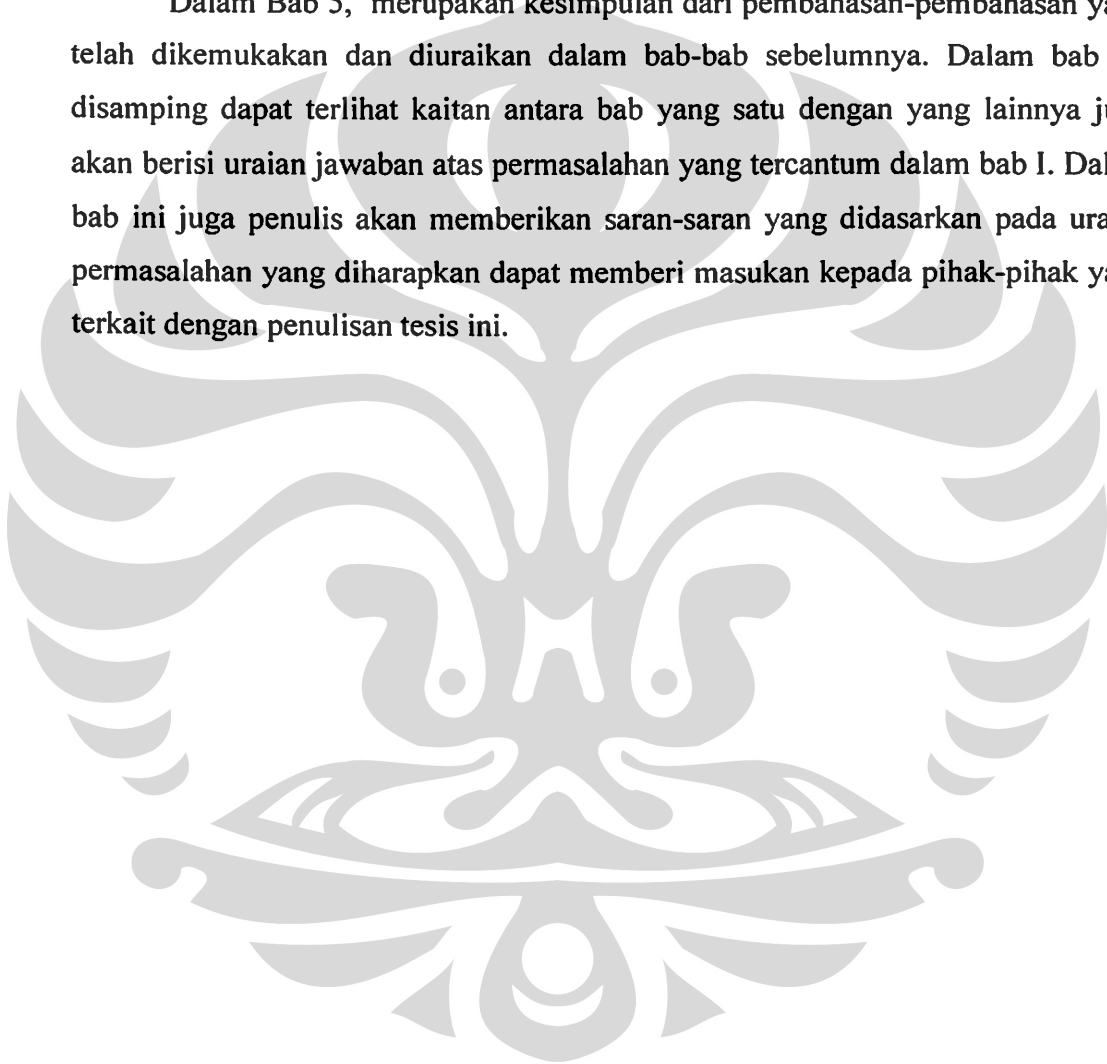 Dalam Bab 5, merupakan kesimpulan dari pembahasan-pembahasan
telah dikemukakan dan diuraikan dalam bab-bab sebelumnya. Dalam bab
disamping dapat terlihat kaitan antara bab yang satu dengan yang lainnya
akan berisi uraian jawaban atas permasalahan yang tercantum dalam bab I.
bab ini juga penulis akan memberikan saran-saran yang didasarkan pada
permasalahan yang diharapkan dapat memberi masukan kepada pihak-pihak
terkait dengan penulisan tesis ini.